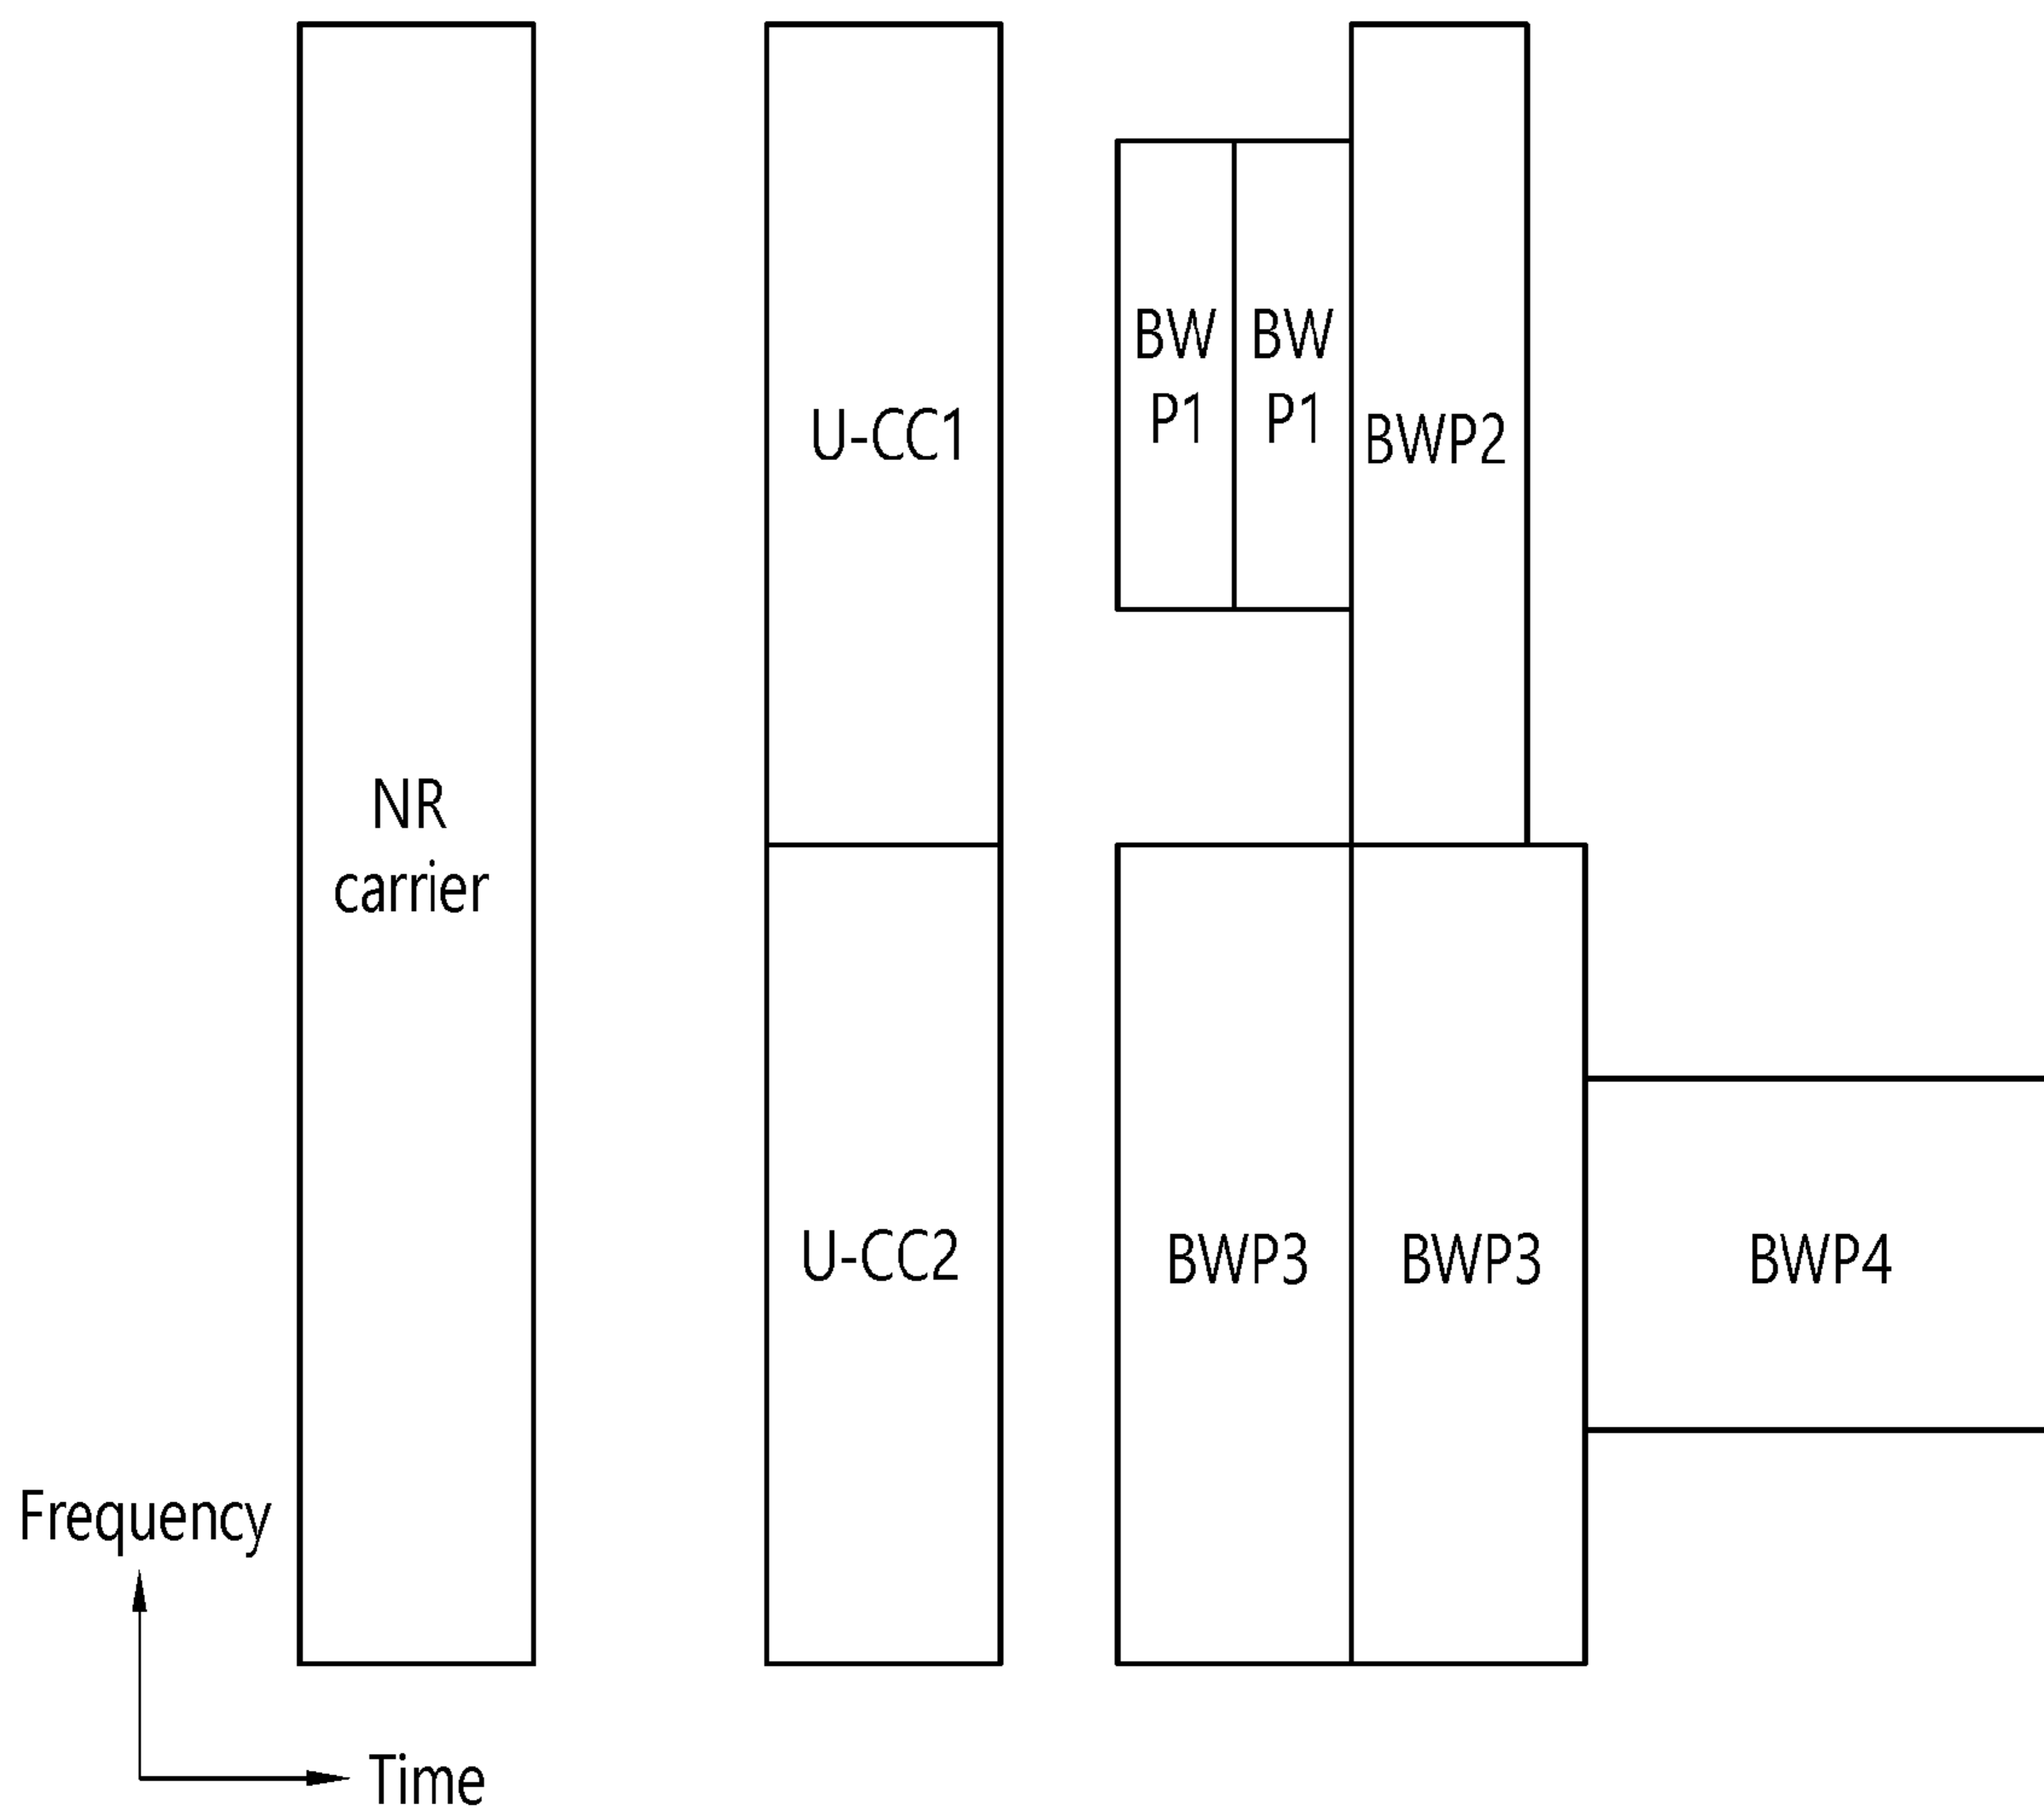 NR
carrier
U-CC1
U-CC2
BW
P1
BW
P1
BWP2
BWP3
BWP3
BWP4
Frequency
Time